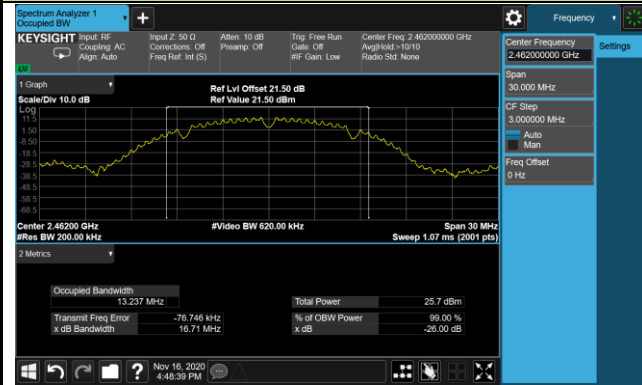 Spectrum Analyzer 1
Occupied BW
Frequency
KEYSIGHT
Input: RF
Coupling: AC
Align: Auto
Input Z: 50 Ω
Corrections: Off
Freq Ref: Int (S)
Atten: 10 dB
Preamp: Off
Trig: Free Run
Gate: Off
#IF Gain: Low
Center Freq: 2.462000000 GHz
Avg|Hold:>10/10
Radio Std: None
Center Frequency
2.462000000 GHz
Settings
Span
30.000 MHz
CF Step
3.000000 MHz
Auto
Man
Freq Offset
0 Hz
1 Graph
Scale/Div 10.0 dB
Ref Lvl Offset 21.50 dB
Ref Value 21.50 dBm
Log
11.5
1.50
-8.50
-18.5
-28.5
-38.5
-48.5
-58.5
-68.5
Center 2.46200 GHz
#Video BW 620.00 kHz
Span 30 MHz
#Res BW 200.00 kHz
Sweep 1.07 ms (2001 pts)
2 Metrics
Occupied Bandwidth
13.237 MHz
Total Power
25.7 dBm
Transmit Freq Error
-76.746 kHz
% of OBW Power
99.00 %
x dB Bandwidth
16.71 MHz
x dB
-26.00 dB
Nov 16, 2020
4:48:39 PM